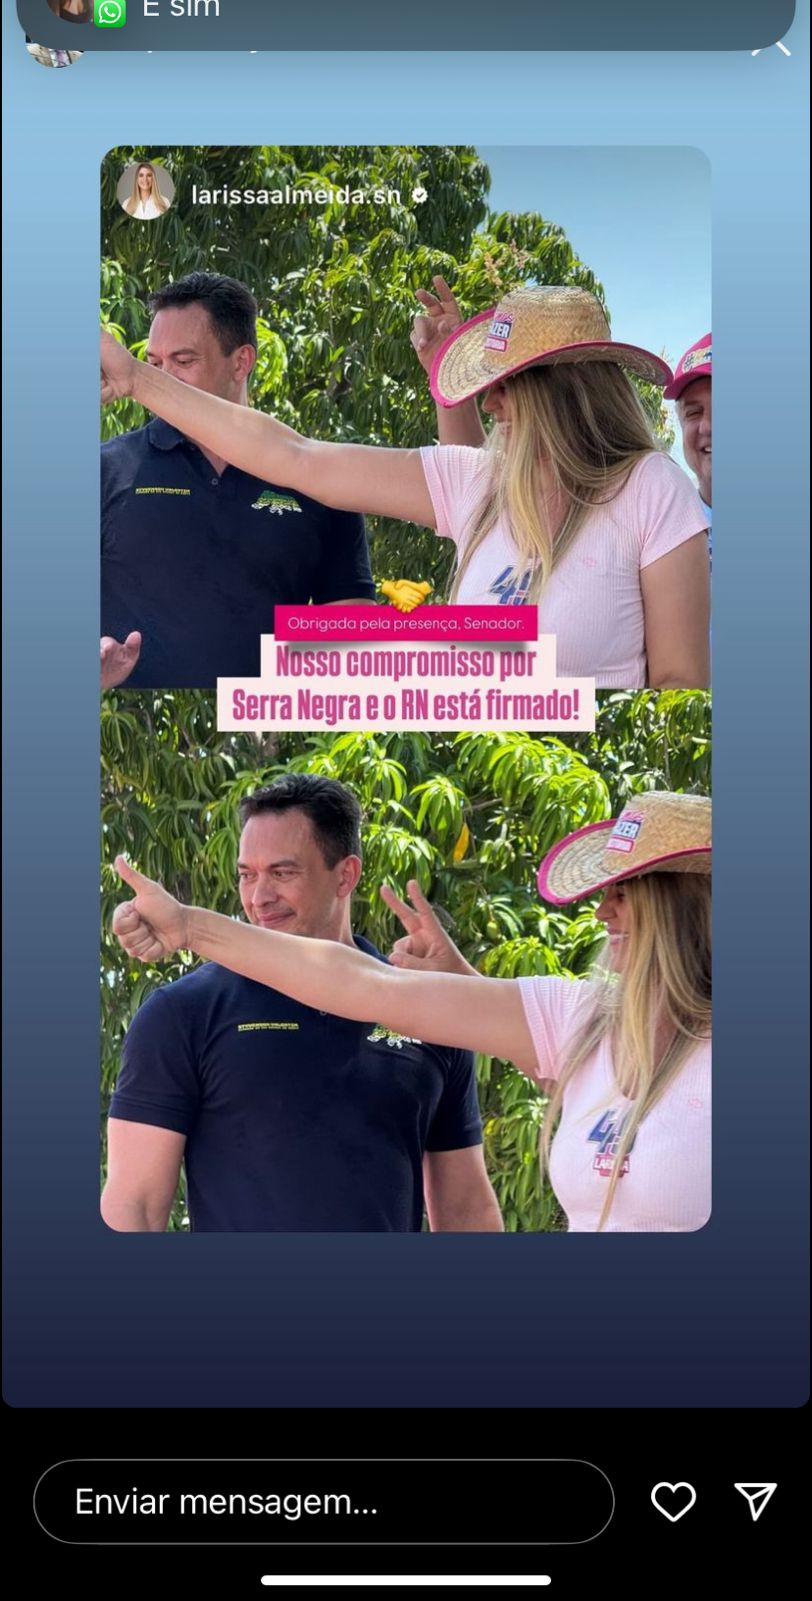 E sim
larissaalmeida.sn
Obrigada pela presença, Senador.
Nosso compromisso por
Serra Negra e o RN está firmado!
Enviar mensagem...